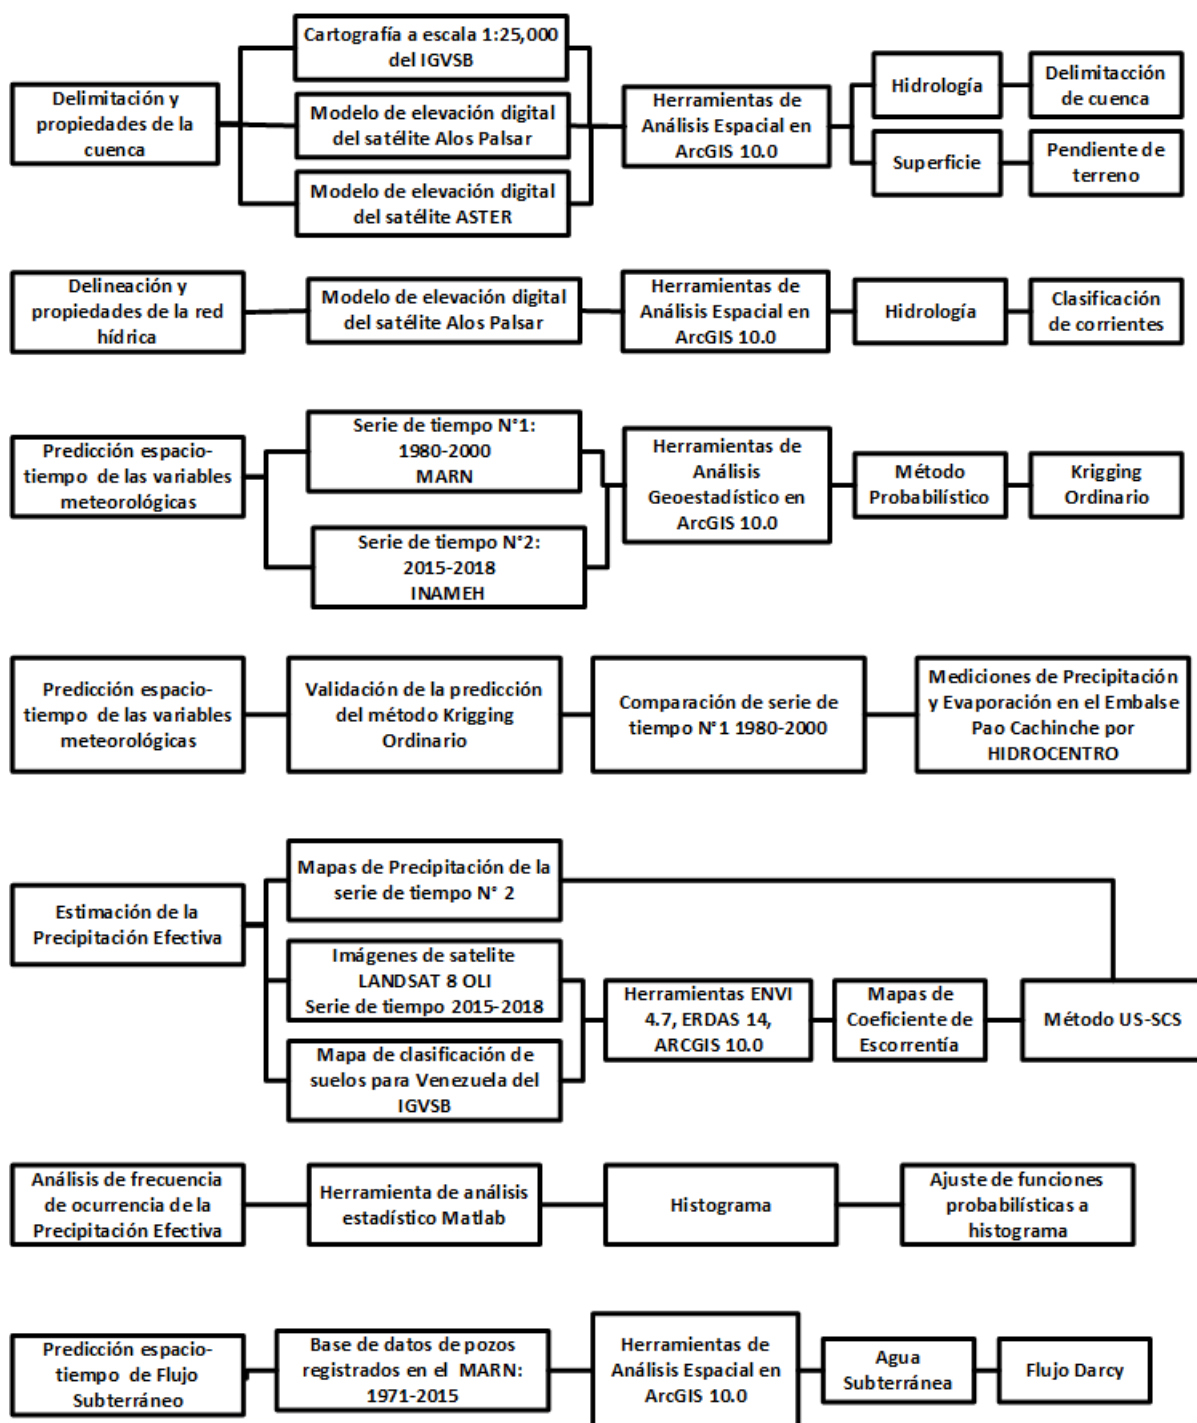 Delimitación y
propiedades de la
cuenca
Cartografía a escala 1:25,000
del IGVSB
Modelo de elevación digital
del satélite Alos Palsar
Modelo de elevación digital
del satélite ASTER
Herramientas de
Análisis Espacial en
ArcGIS 10.0
Hidrología
Delimitacción
de cuenca
Superficie
Pendiente de
terreno
Delineación y
propiedades de la red
hídrica
Modelo de elevación digital
del satélite Alos Palsar
Herramientas de
Análisis Espacial en
ArcGIS 10.0
Hidrología
Clasificación
de corrientes
Predicción espacio-
tiempo de las variables
meteorológicas
Serie de tiempo N°1:
1980-2000
MARN
Serie de tiempo N°2:
2015-2018
INAMEH
Herramientas de
Análisis
Geoestadístico en
ArcGIS 10.0
Método
Probabilístico
Krigging
Ordinario
Predicción espacio-
tiempo de las variables
meteorológicas
Validación de la predicción
del método Krigging
Ordinario
Comparación de serie de
tiempo N°1 1980-2000
Mediciones de Precipitación
y Evaporación en el Embalse
Pao Cachinche por
HIDROCENTRO
Estimación de la
Precipitación Efectiva
Mapas de Precipitación de la
serie de tiempo N° 2
Imágenes de satelite
LANDSAT 8 OLI
Serie de tiempo 2015-2018
Mapa de clasificación de
suelos para Venezuela del
IGVSB
Herramientas ENVI
4.7, ERDAS 14,
ARCGIS 10.0
Mapas de
Coeficiente de
Escorrentía
Método US-SCS
Análisis de frecuencia
de ocurrencia de la
Precipitación Efectiva
Herramienta de análisis
estadístico Matlab
Histograma
Ajuste de funciones
probabilísticas a
histograma
Predicción espacio-
tiempo de Flujo
Subterráneo
Base de datos de pozos
registrados en el MARN:
1971-2015
Herramientas de
Análisis Espacial en
ArcGIS 10.0
Agua
Subterránea
Flujo Darcy